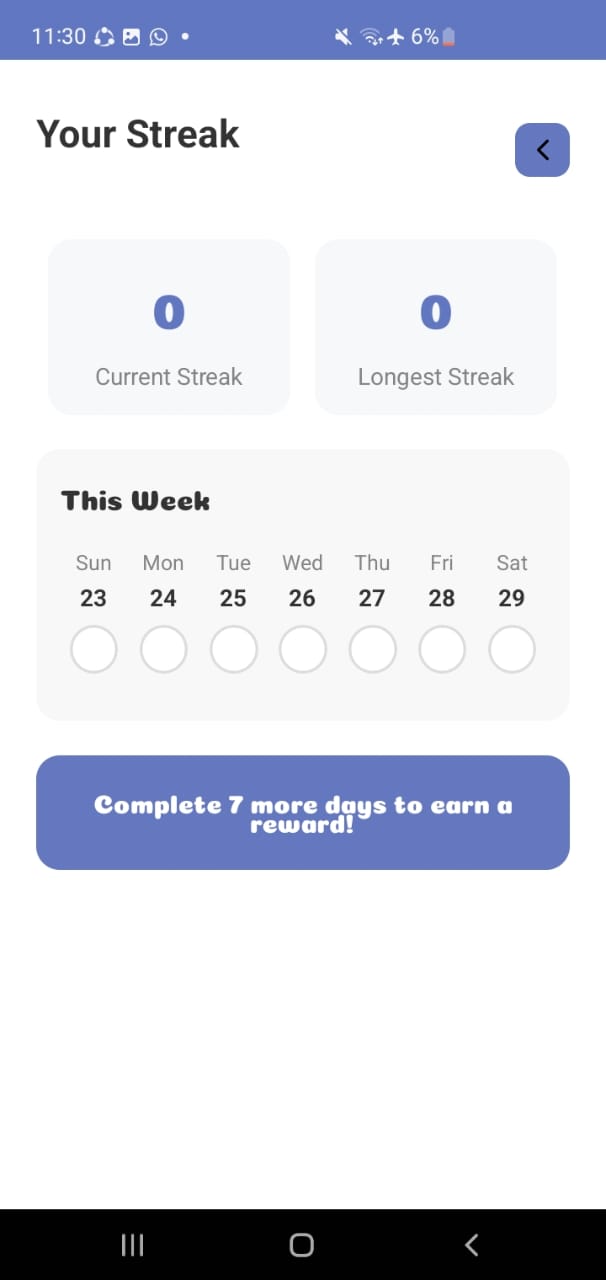 11:30
6%
Your Streak
0
0
Current Streak
Longest Streak
This Week
Sun Mon Tue Wed Thu Fri Sat
23 24 25 26 27 28 29
Complete 7 more days to earn a
reward!